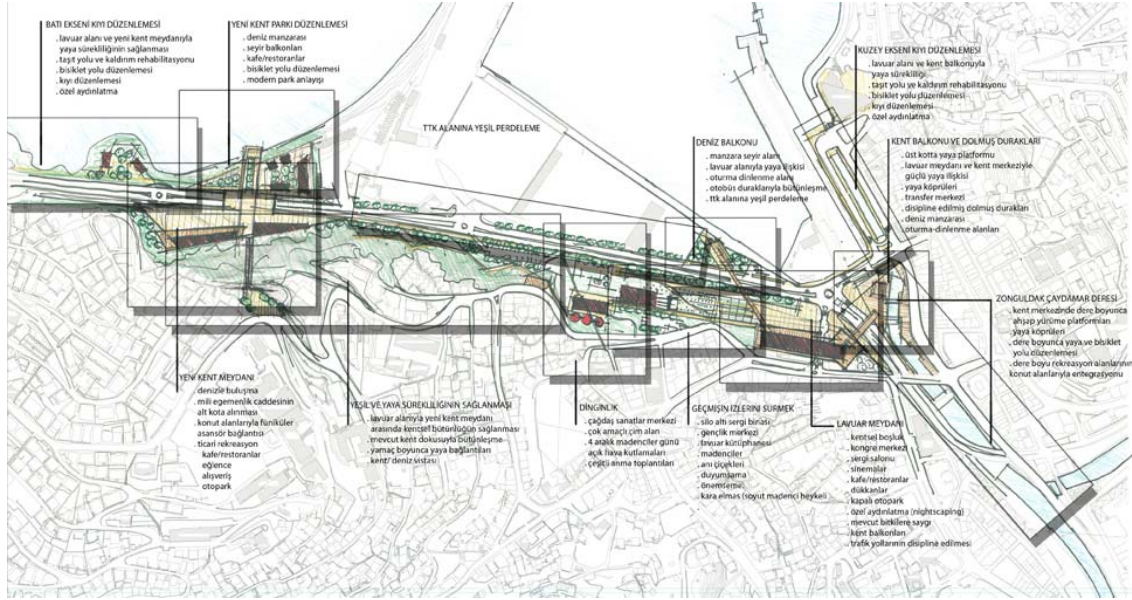 BATI EKSENİ KIYI DÜZENLEMESİ
. lavuar alanı ve yeni kent meydanıyla
yaya sürekliliğinin sağlanması
. taşıt yolu ve kaldırım rehabilitasyonu
. bisiklet yolu düzenlemesi
. kıyı düzenlemesi
. özel aydınlatma
YENİ KENT PARKI DÜZENLEMESİ
. deniz manzarası
. seyir balkonları
. kafe/restoranlar
. bisiklet yolu düzenlemesi
. modern park anlayışı
TTK ALANINA YEŞİL PERDELEME
DENİZ BALKONU
. manzara seyir alanı
. lavuar alanıyla yaya ilişkisi
. oturma dinlenme alanı
. otobüs duraklarıyla bütünleşme
. ttk alanına yeşil perdeleme
KUZEY EKSENİ KIYI DÜZENLEMESİ
. lavuar alanı ve kent balkonuyla
yaya sürekliliği
. taşıt yolu ve kaldırım rehabilitasyonu
. bisiklet yolu düzenlemesi
. kıyı düzenlemesi
. özel aydınlatma
KENT BALKONU VE DOLMUŞ DURAKLARI
. üst kotta yaya platformu
. lavuar meydanı ve kent merkeziyle
güçlü yaya ilişkisi
. yaya köprüleri
. transfer merkezi
. disipline edilmiş dolmuş durakları
. deniz manzarası
. oturma-dinlenme alanları
ZONGULDAK ÇAYDAMAR DERESİ
. kent merkezinde dere boyunca
ahşap yürüme platformları
. yaya köprüleri
. dere boyunca yaya ve bisiklet
yolu düzenlemesi
. dere boyu rekreasyon alanlarının
konut alanlarıyla entegrasyonu
YENİ KENT MEYDANI
. denizle buluşma
. mili egemenlik caddesinin
alt kota alınması
. konut alanlarıyla füniküler
asansör bağlantısı
. ticari rekreasyon
kafe/restoranlar
eğlence
alışveriş
otopark
YEŞİL VE YAYA SÜREKLİLİĞİNİN SAĞLANMASI
. lavuar alanıyla yeni kent meydanı
arasında kentsel bütünlüğün sağlanması
. mevcut kent dokusuyla bütünleşme
. yamaç boyunca yaya bağlantıları
. kent/ deniz vistası
DİNGİNLİK
. çağdaş sanatlar merkezi
. çok amaçlı çim alan
. 4 aralık madenciler günü
. açık hava kutlamaları
. çeşitli anma toplantıları
GEÇMİŞİN İZLERİNİ SÜRMEK
. silo altı sergi binası
. gençlik merkezi
. lavuar kütüphanesi
. madenciler
. anı çiçekleri
. duyumsama
. önemseme
. kara elmas (soyut madenci heykeli)
LAVUAR MEYDANI
. kentsel boşluk
. kongre merkezi
. sergi salonu
. sinemalar
. kafe/restoranlar
. dükkanlar
. kapalı otopark
. özel aydınlatma (nightscaping)
. mevcut bitkilere saygı
. kent balkonları
. trafik yollarının disipline edilmesi